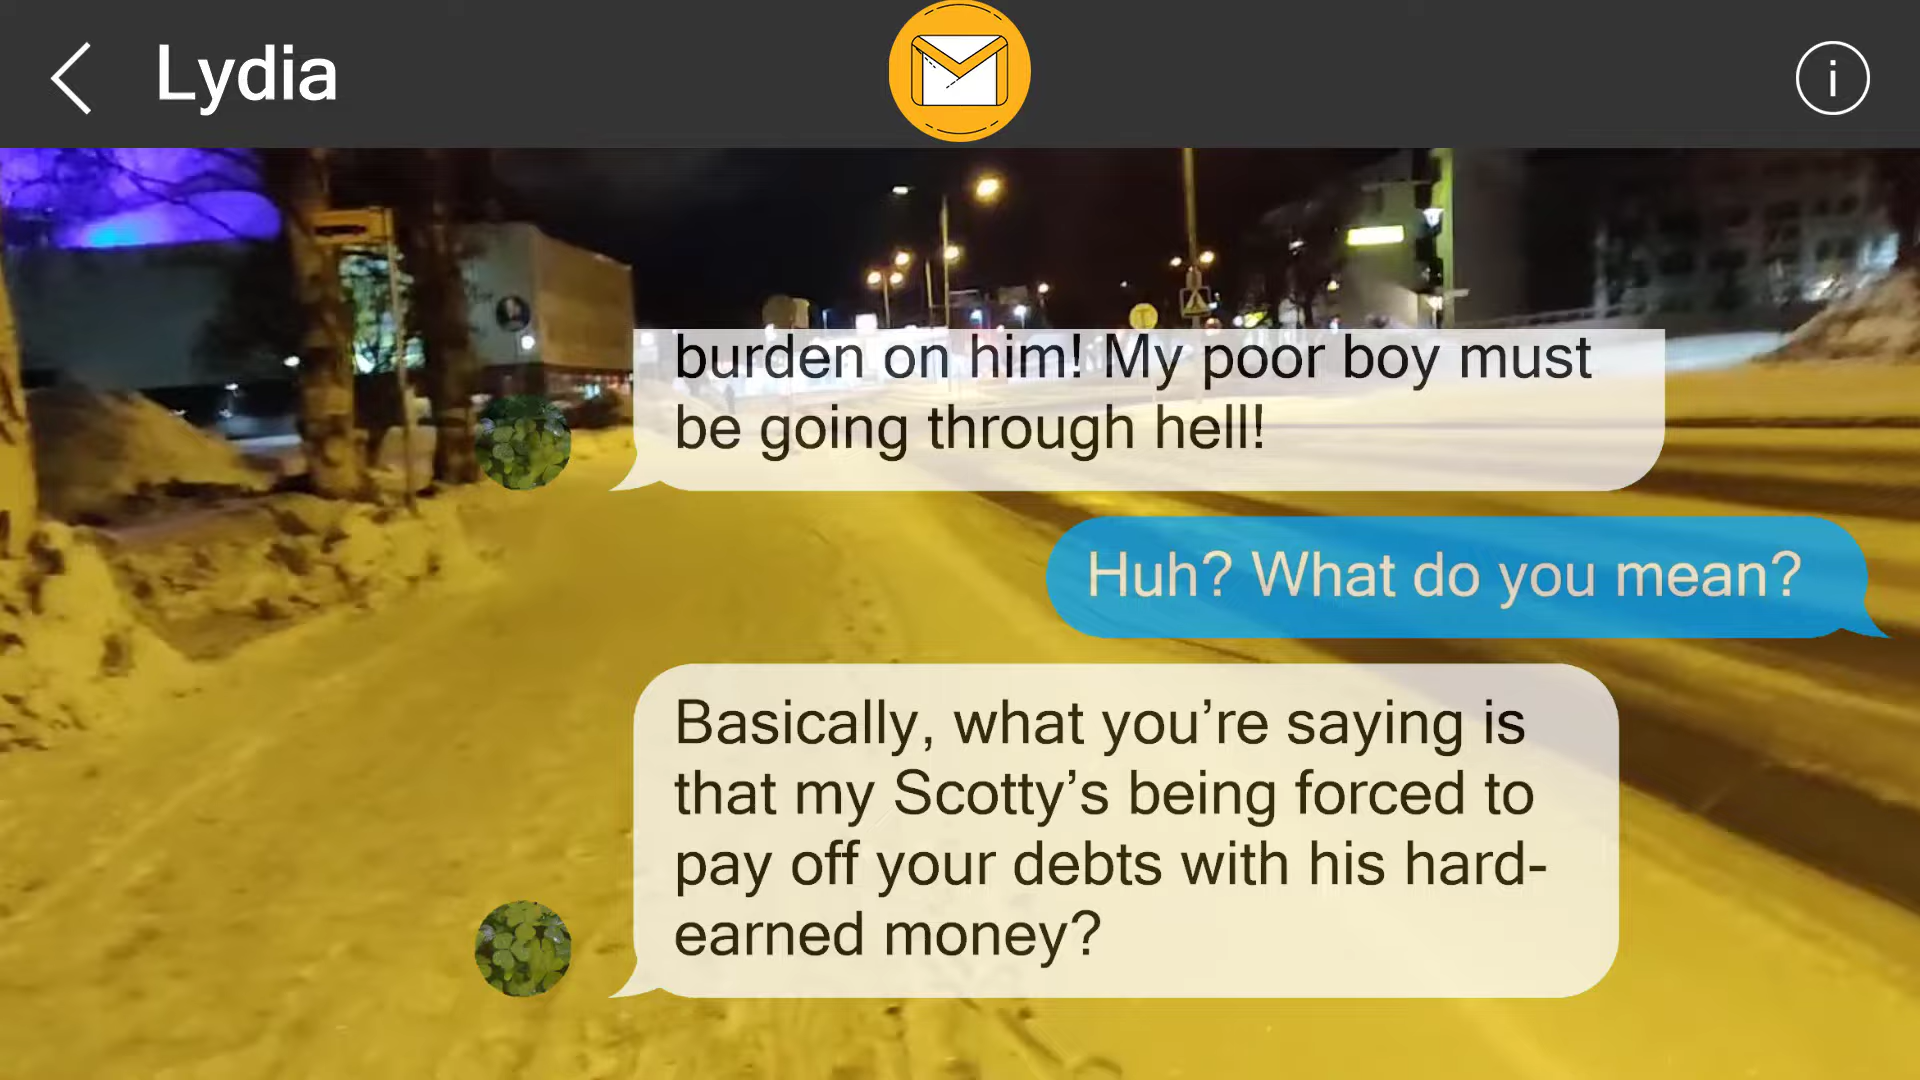 Lydia
burden on him! My poor boy must
be going through hell!
Huh? What do you mean?
Basically, what you’re saying is
that my Scotty’s being forced to
pay off your debts with his hard-
earned money?